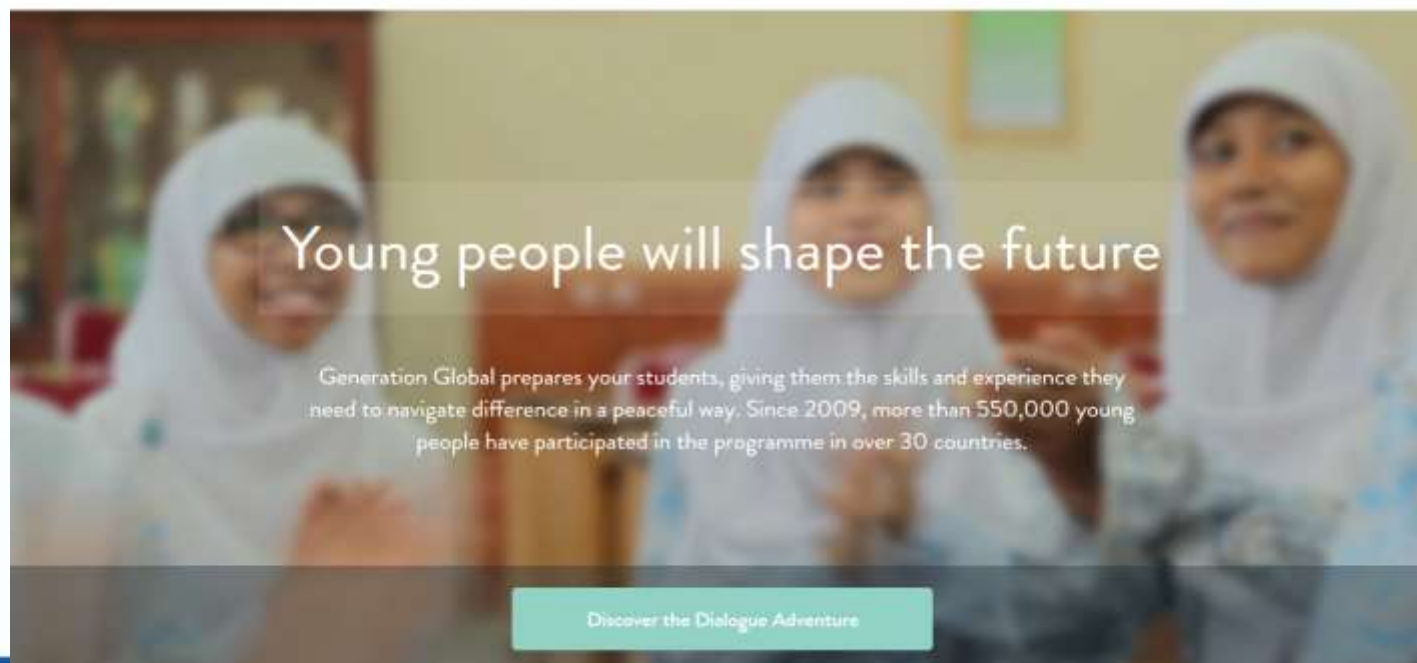 Young people will shape the future
Generation Global prepares your students, giving them the skills and experience they
need to navigate difference in a peaceful way. Since 2009, more than 550,000 young
people have participated in the programme in over 30 countries.
Discover the Dialogue Adventure